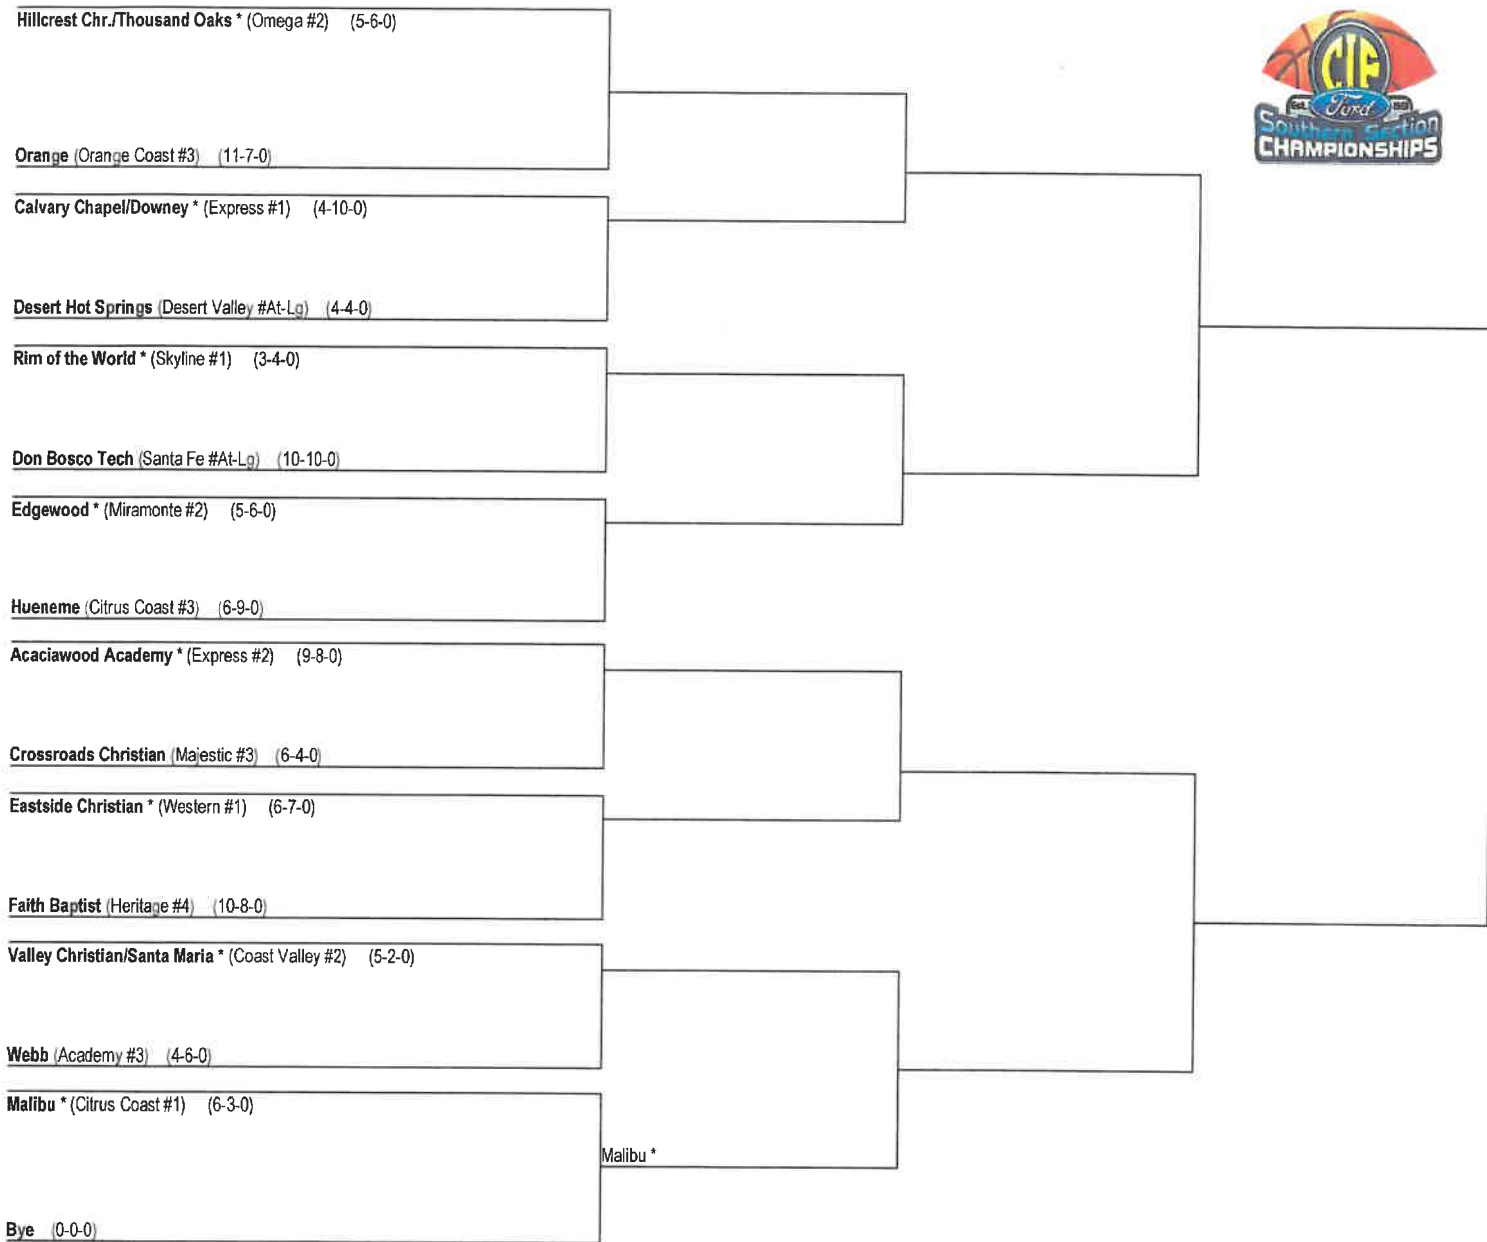 Hillcrest Chr./Thousand Oaks * (Omega #2) (5-6-0)
CIF
Est. Ford
Southern Section
CHAMPIONSHIPS
Orange (Orange Coast #3) (11-7-0)
Calvary Chapel/Downey * (Express #1) (4-10-0)
Desert Hot Springs (Desert Valley #At-Lg) (4-4-0)
Rim of the World * (Skyline #1) (3-4-0)
Don Bosco Tech (Santa Fe #At-Lg) (10-10-0)
Edgewood * (Miramonte #2) (5-6-0)
Hueneme (Citrus Coast #3) (6-9-0)
Acaciawood Academy * (Express #2) (9-8-0)
Crossroads Christian (Majestic #3) (6-4-0)
Eastside Christian * (Western #1) (6-7-0)
Faith Baptist (Heritage #4) (10-8-0)
Valley Christian/Santa Maria * (Coast Valley #2) (5-2-0)
Webb (Academy #3) (4-6-0)
Malibu * (Citrus Coast #1) (6-3-0)
Malibu *
Bye (0-0-0)